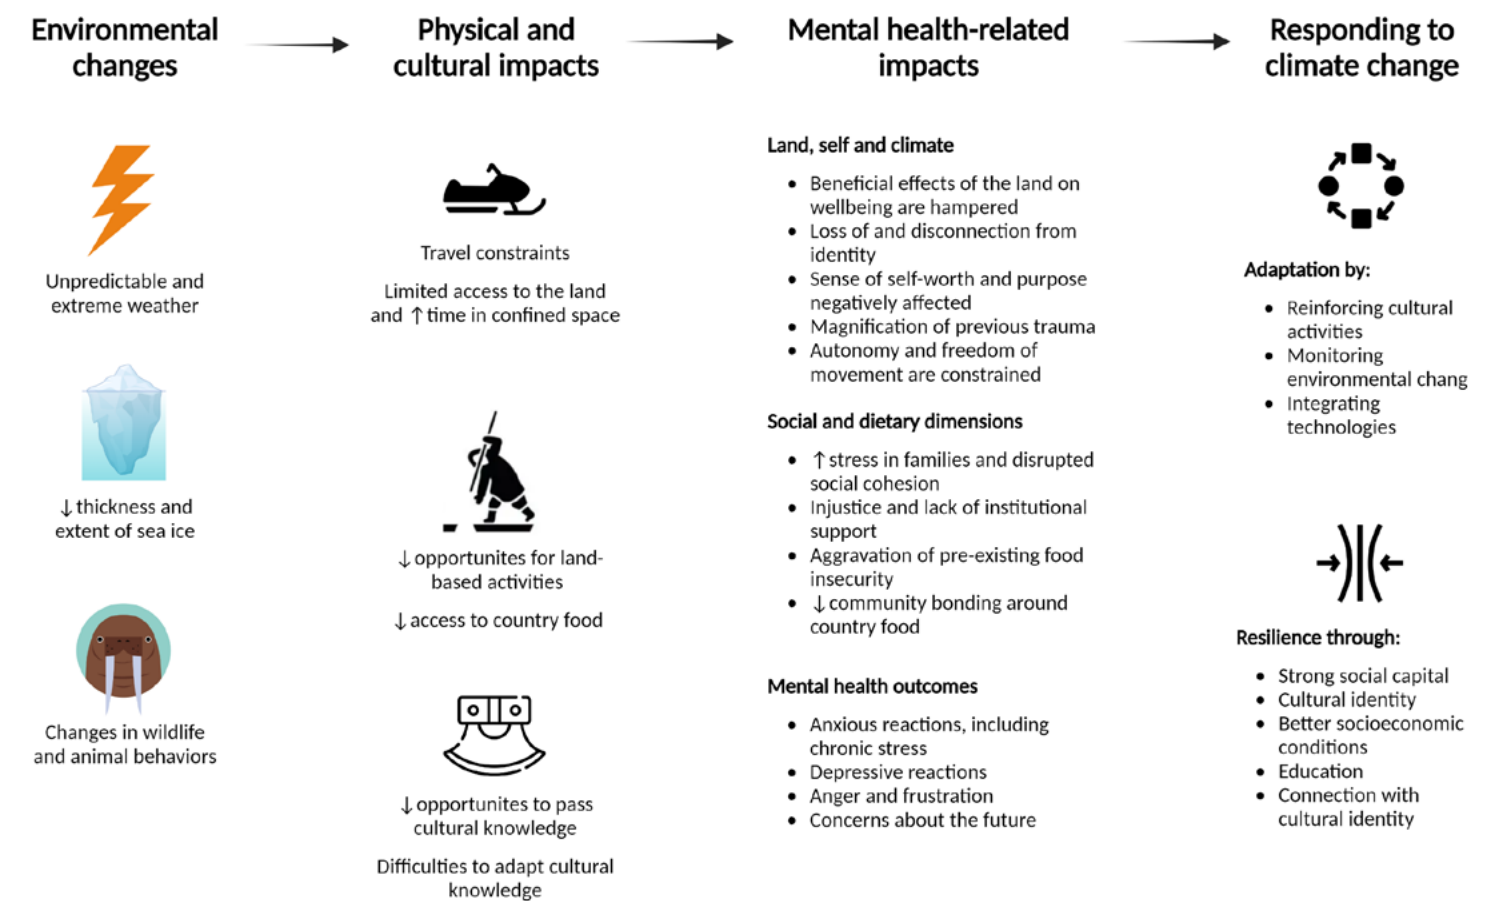 Environmental
changes
Physical and
cultural impacts
Mental health-related
impacts
Responding to
climate change
Unpredictable and
extreme weather
↓ thickness and
extent of sea ice
Changes in wildlife
and animal behaviors
Travel constraints
Limited access to the land
and ↑ time in confined space
↓ opportunites for land-
based activities
↓ access to country food
↓ opportunites to pass
cultural knowledge
Difficulties to adapt cultural
knowledge
Land, self and climate
• Beneficial effects of the land on
wellbeing are hampered
• Loss of and disconnection from
identity
• Sense of self-worth and purpose
negatively affected
• Magnification of previous trauma
• Autonomy and freedom of
movement are constrained
Social and dietary dimensions
• ↑ stress in families and disrupted
social cohesion
• Injustice and lack of institutional
support
• Aggravation of pre-existing food
insecurity
• ↓ community bonding around
country food
Mental health outcomes
• Anxious reactions, including
chronic stress
• Depressive reactions
• Anger and frustration
• Concerns about the future
Adaptation by:
• Reinforcing cultural
activities
• Monitoring
environmental chang
• Integrating
technologies
Resilience through:
• Strong social capital
• Cultural identity
• Better socioeconomic
conditions
• Education
• Connection with
cultural identity